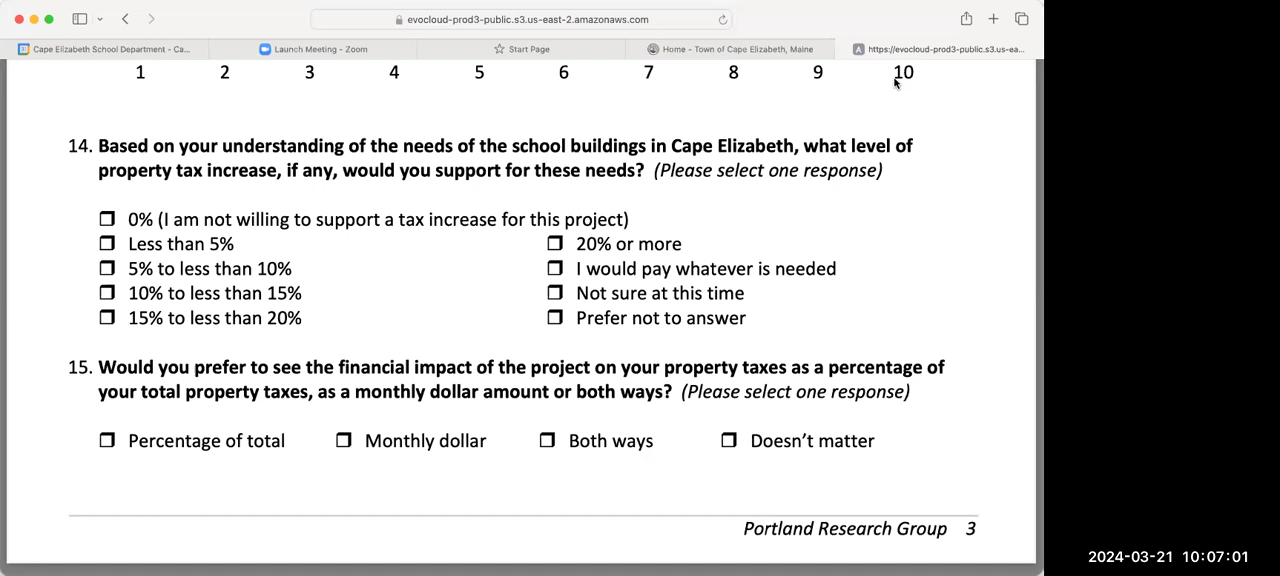 evocloud-prod3-public.s3.us-east-2.amazonaws.com
Cape Elizabeth School Department - Ca...
Launch Meeting - Zoom
Start Page
Home - Town of Cape Elizabeth, Maine
https://evocloud-prod3-public.s3.us-ea...
1 2 3 4 5 6 7 8 9 10
14. Based on your understanding of the needs of the school buildings in Cape Elizabeth, what level of
property tax increase, if any, would you support for these needs? (Please select one response)
0% (I am not willing to support a tax increase for this project)
Less than 5%
5% to less than 10%
10% to less than 15%
15% to less than 20%
20% or more
I would pay whatever is needed
Not sure at this time
Prefer not to answer
15. Would you prefer to see the financial impact of the project on your property taxes as a percentage of
your total property taxes, as a monthly dollar amount or both ways? (Please select one response)
Percentage of total Monthly dollar Both ways Doesn’t matter
Portland Research Group 3
2024-03-21 10:07:01